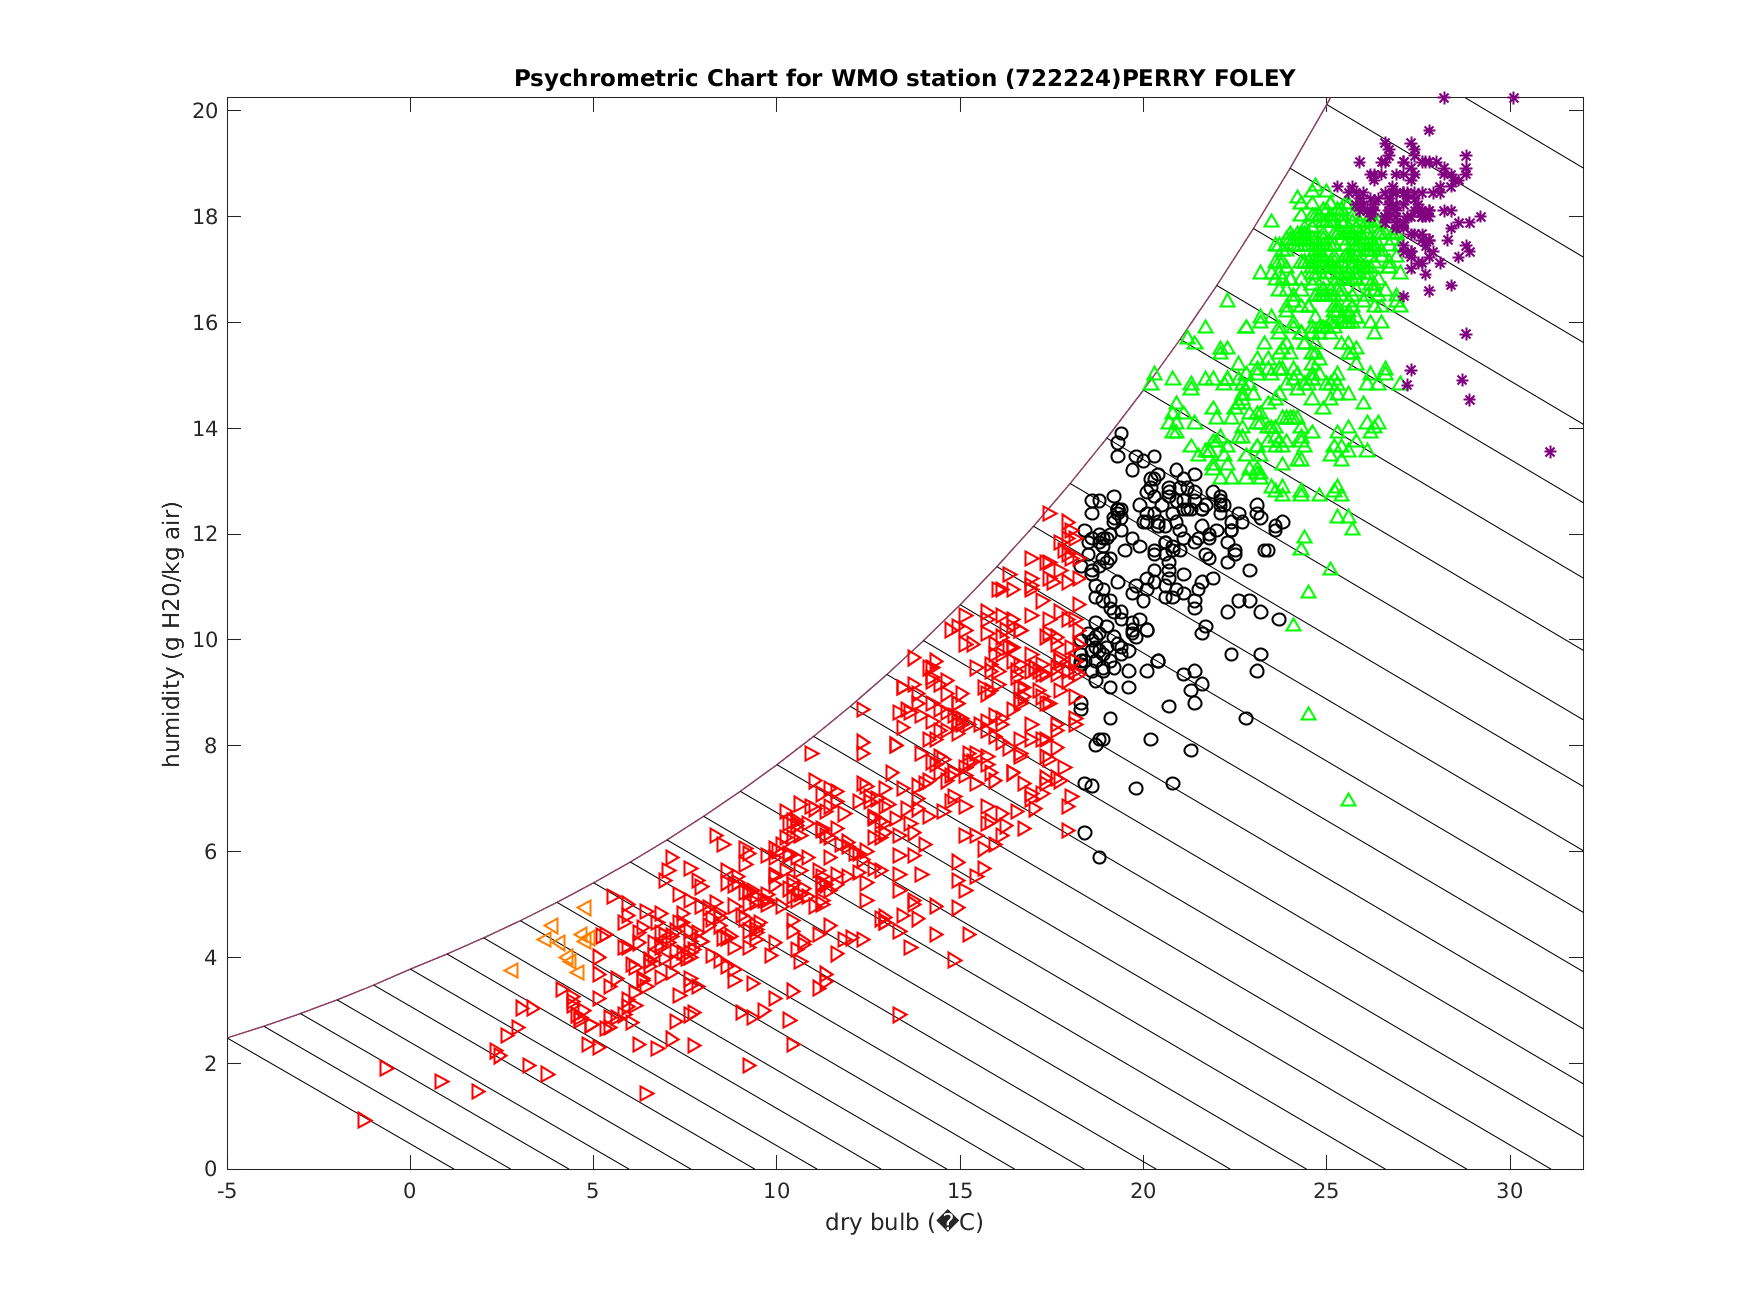 Psychrometric Chart for WMO station (722224)PERRY FOLEY
humidity (g H20/kg air)
20
18
16
14
12
10
8
6
4
2
0
-5 0 5 10 15 20 25 30
dry bulb (�C)